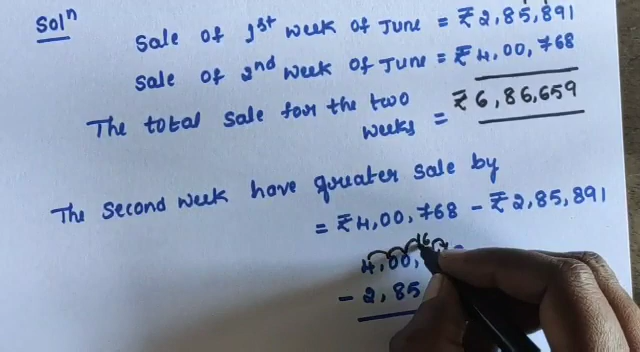 Solⁿ
Sale of 1st week of June = ₹2,85,891
Sale of 2nd week of June = ₹4,00,768
The total sale for the two weeks = ₹6,86,659
The second week have greater sale by
= ₹4,00,768 - ₹2,85,891
16
4,00,
- 2,85